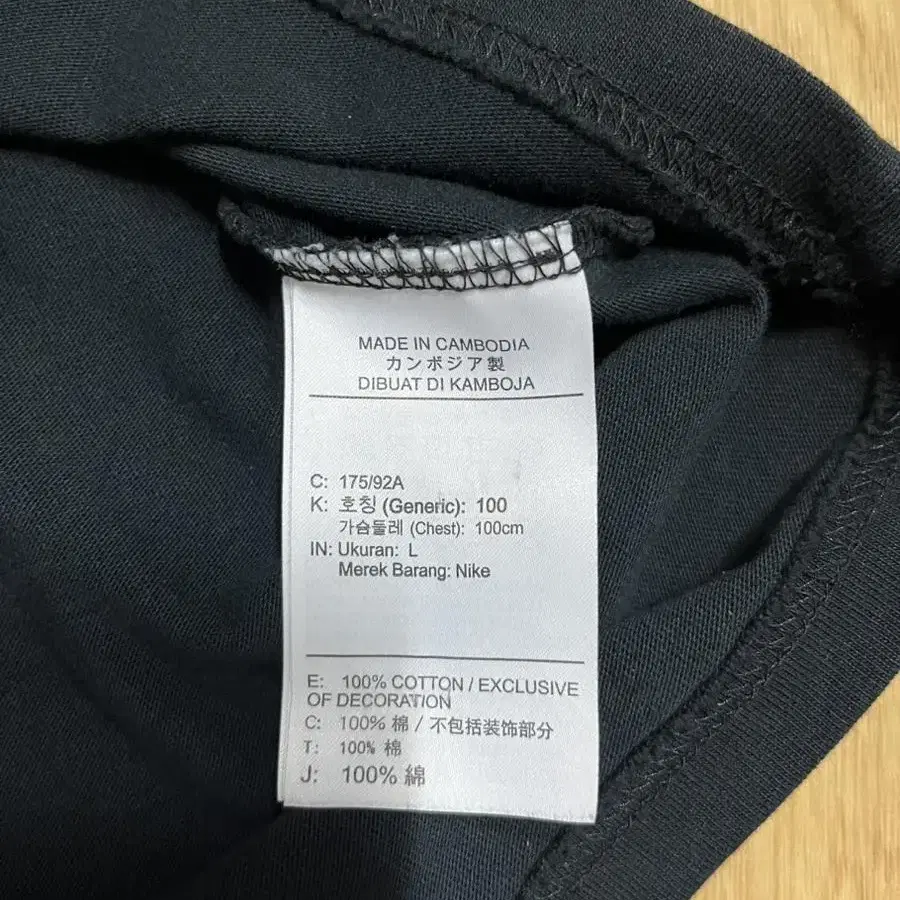 MADE IN CAMBODIA
カンボジア製
DIBUAT DI KAMBOJA
C: 175/92A
K: 호칭 (Generic): 100
가슴둘레 (Chest): 100cm
IN: Ukuran: L
Merek Barang: Nike
E: 100% COTTON / EXCLUSIVE
OF DECORATION
C: 100% 棉 / 不包括装饰部分
T: 100% 棉
J: 100% 綿